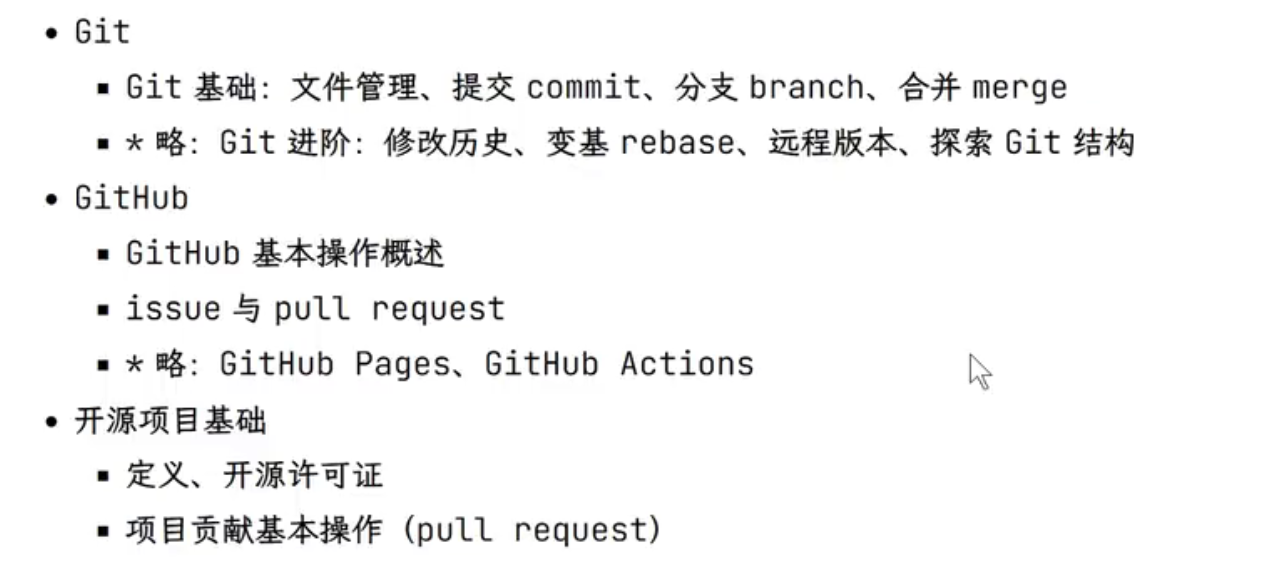 • Git
▪ Git 基础：文件管理、提交 commit、分支 branch、合并 merge
▪ * 略：Git 进阶：修改历史、变基 rebase、远程版本、探索 Git 结构
• GitHub
▪ GitHub 基本操作概述
▪ issue 与 pull request
▪ * 略：GitHub Pages、GitHub Actions
• 开源项目基础
▪ 定义、开源许可证
▪ 项目贡献基本操作（pull request）